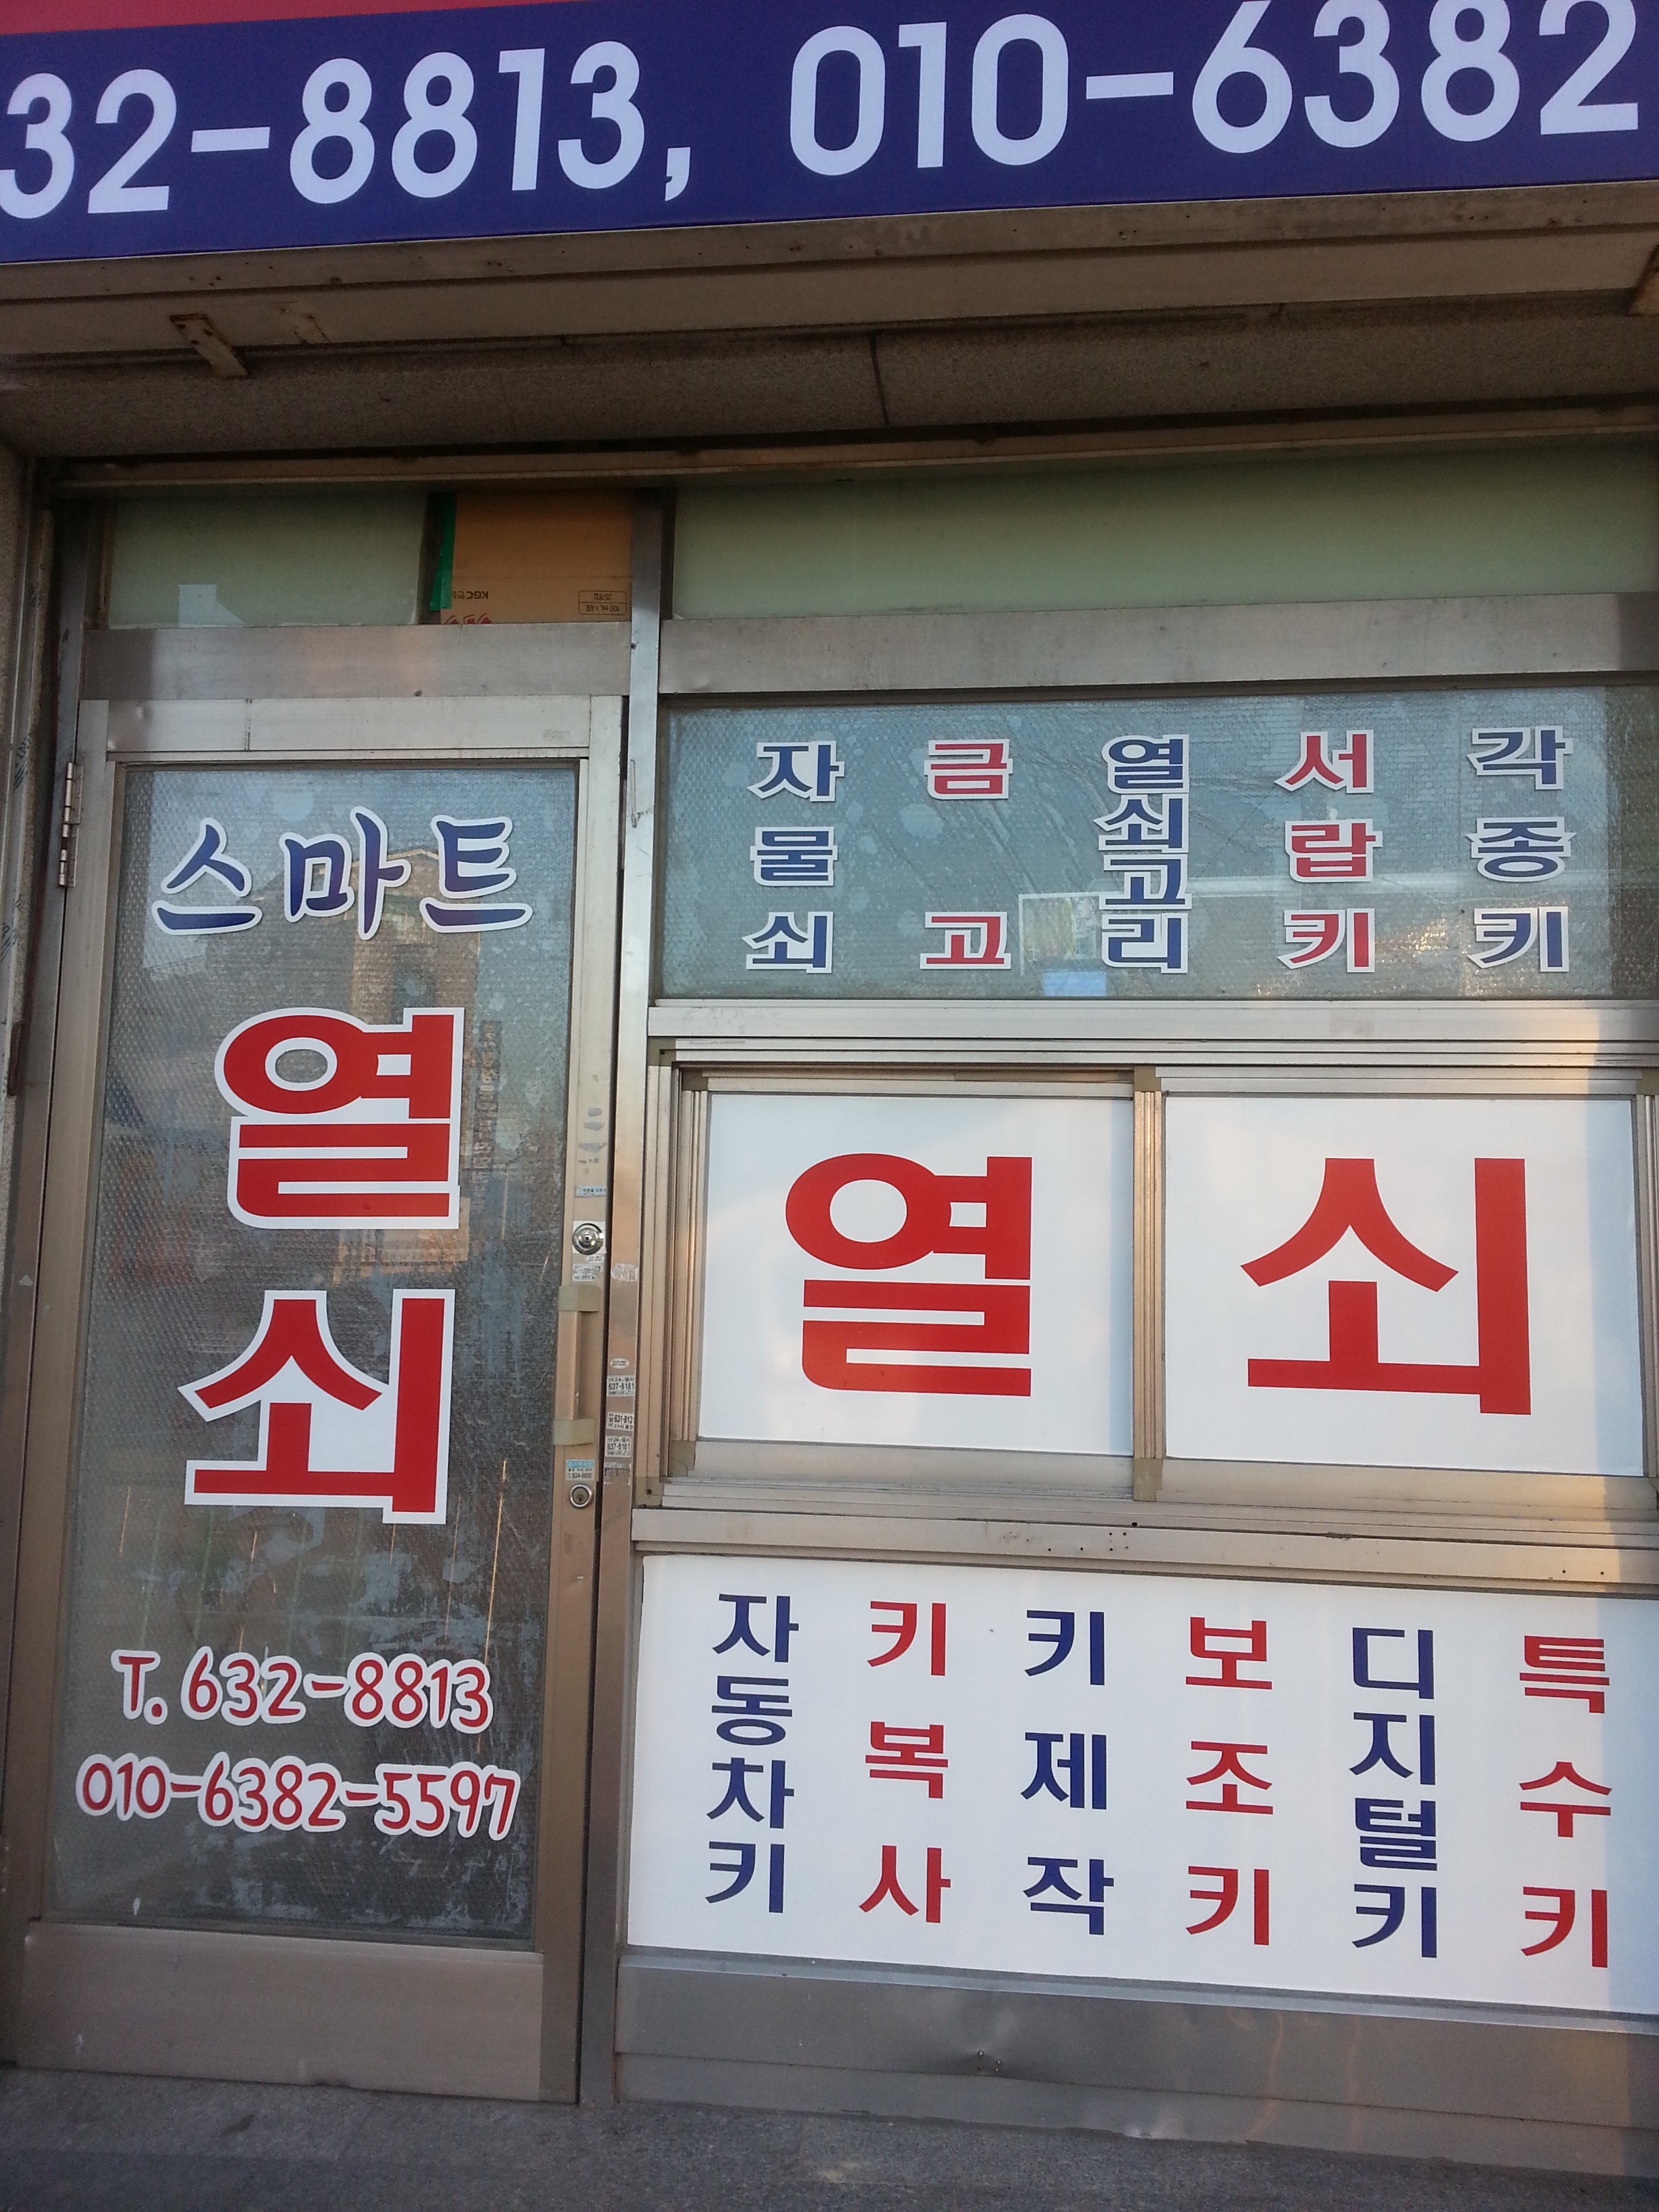 32-8813, 010-6382
스마트
열쇠
T. 632-8813
010-6382-5597
자물쇠
금고
열쇠고리
서랍키
각종키
열쇠
자동차키
키복사
키제작
보조키
디지털키
특수키
KGC